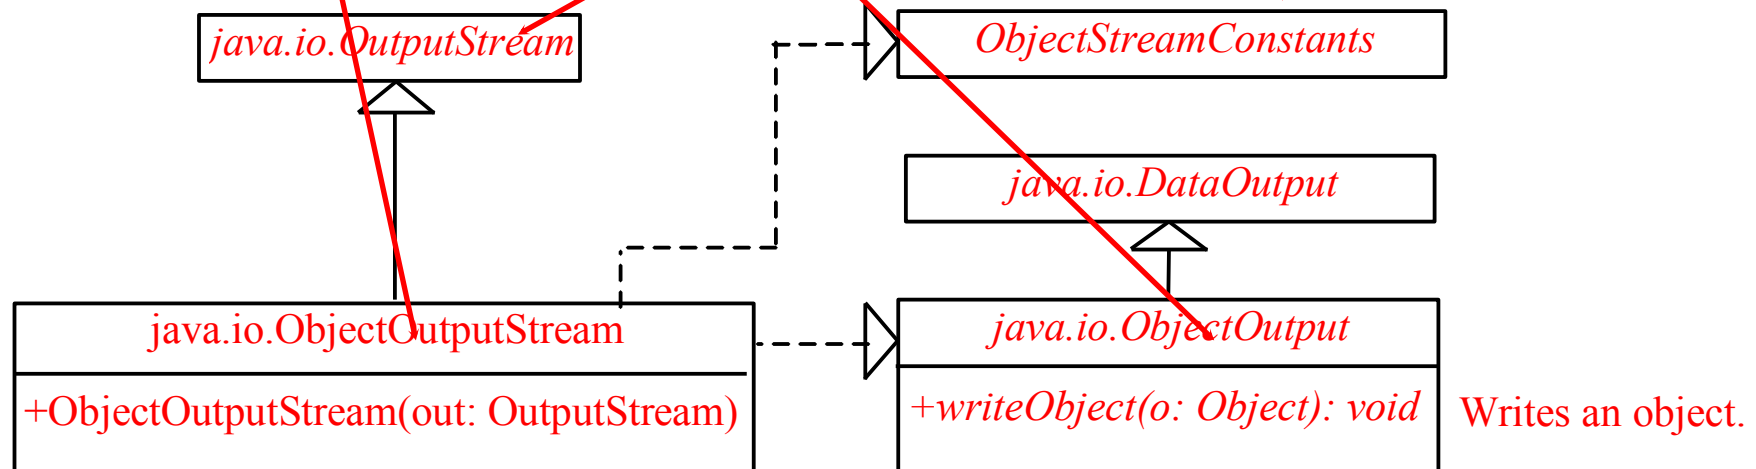 java.io.OutputStream
ObjectStreamConstants
java.io.DataOutput
java.io.ObjectOutputStream
java.io.ObjectOutput
+ObjectOutputStream(out: OutputStream)
+writeObject(o: Object): void
Writes an object.